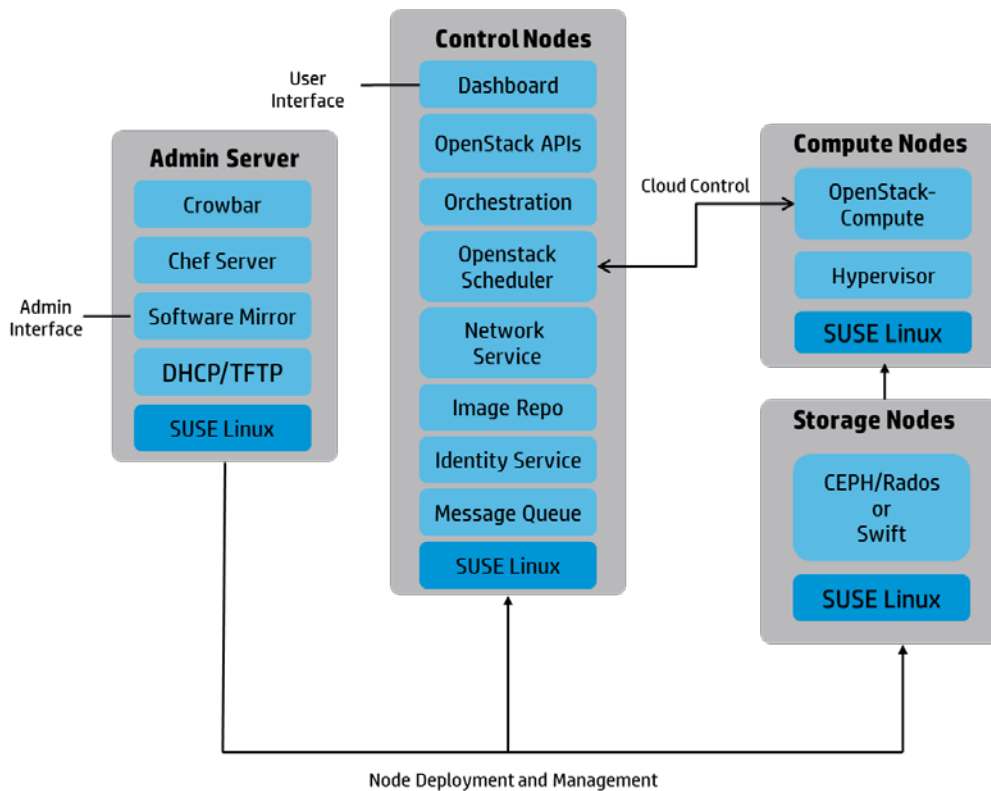 Control Nodes
User
Interface
Dashboard
OpenStack APIs
Orchestration
Openstack
Scheduler
Network
Service
Image Repo
Identity Service
Message Queue
SUSE Linux
Admin Server
Crowbar
Chef Server
Admin
Interface
Software Mirror
DHCP/TFTP
SUSE Linux
Cloud Control
Compute Nodes
OpenStack-
Compute
Hypervisor
SUSE Linux
Storage Nodes
CEPH/Rados
or
Swift
SUSE Linux
Node Deployment and Management